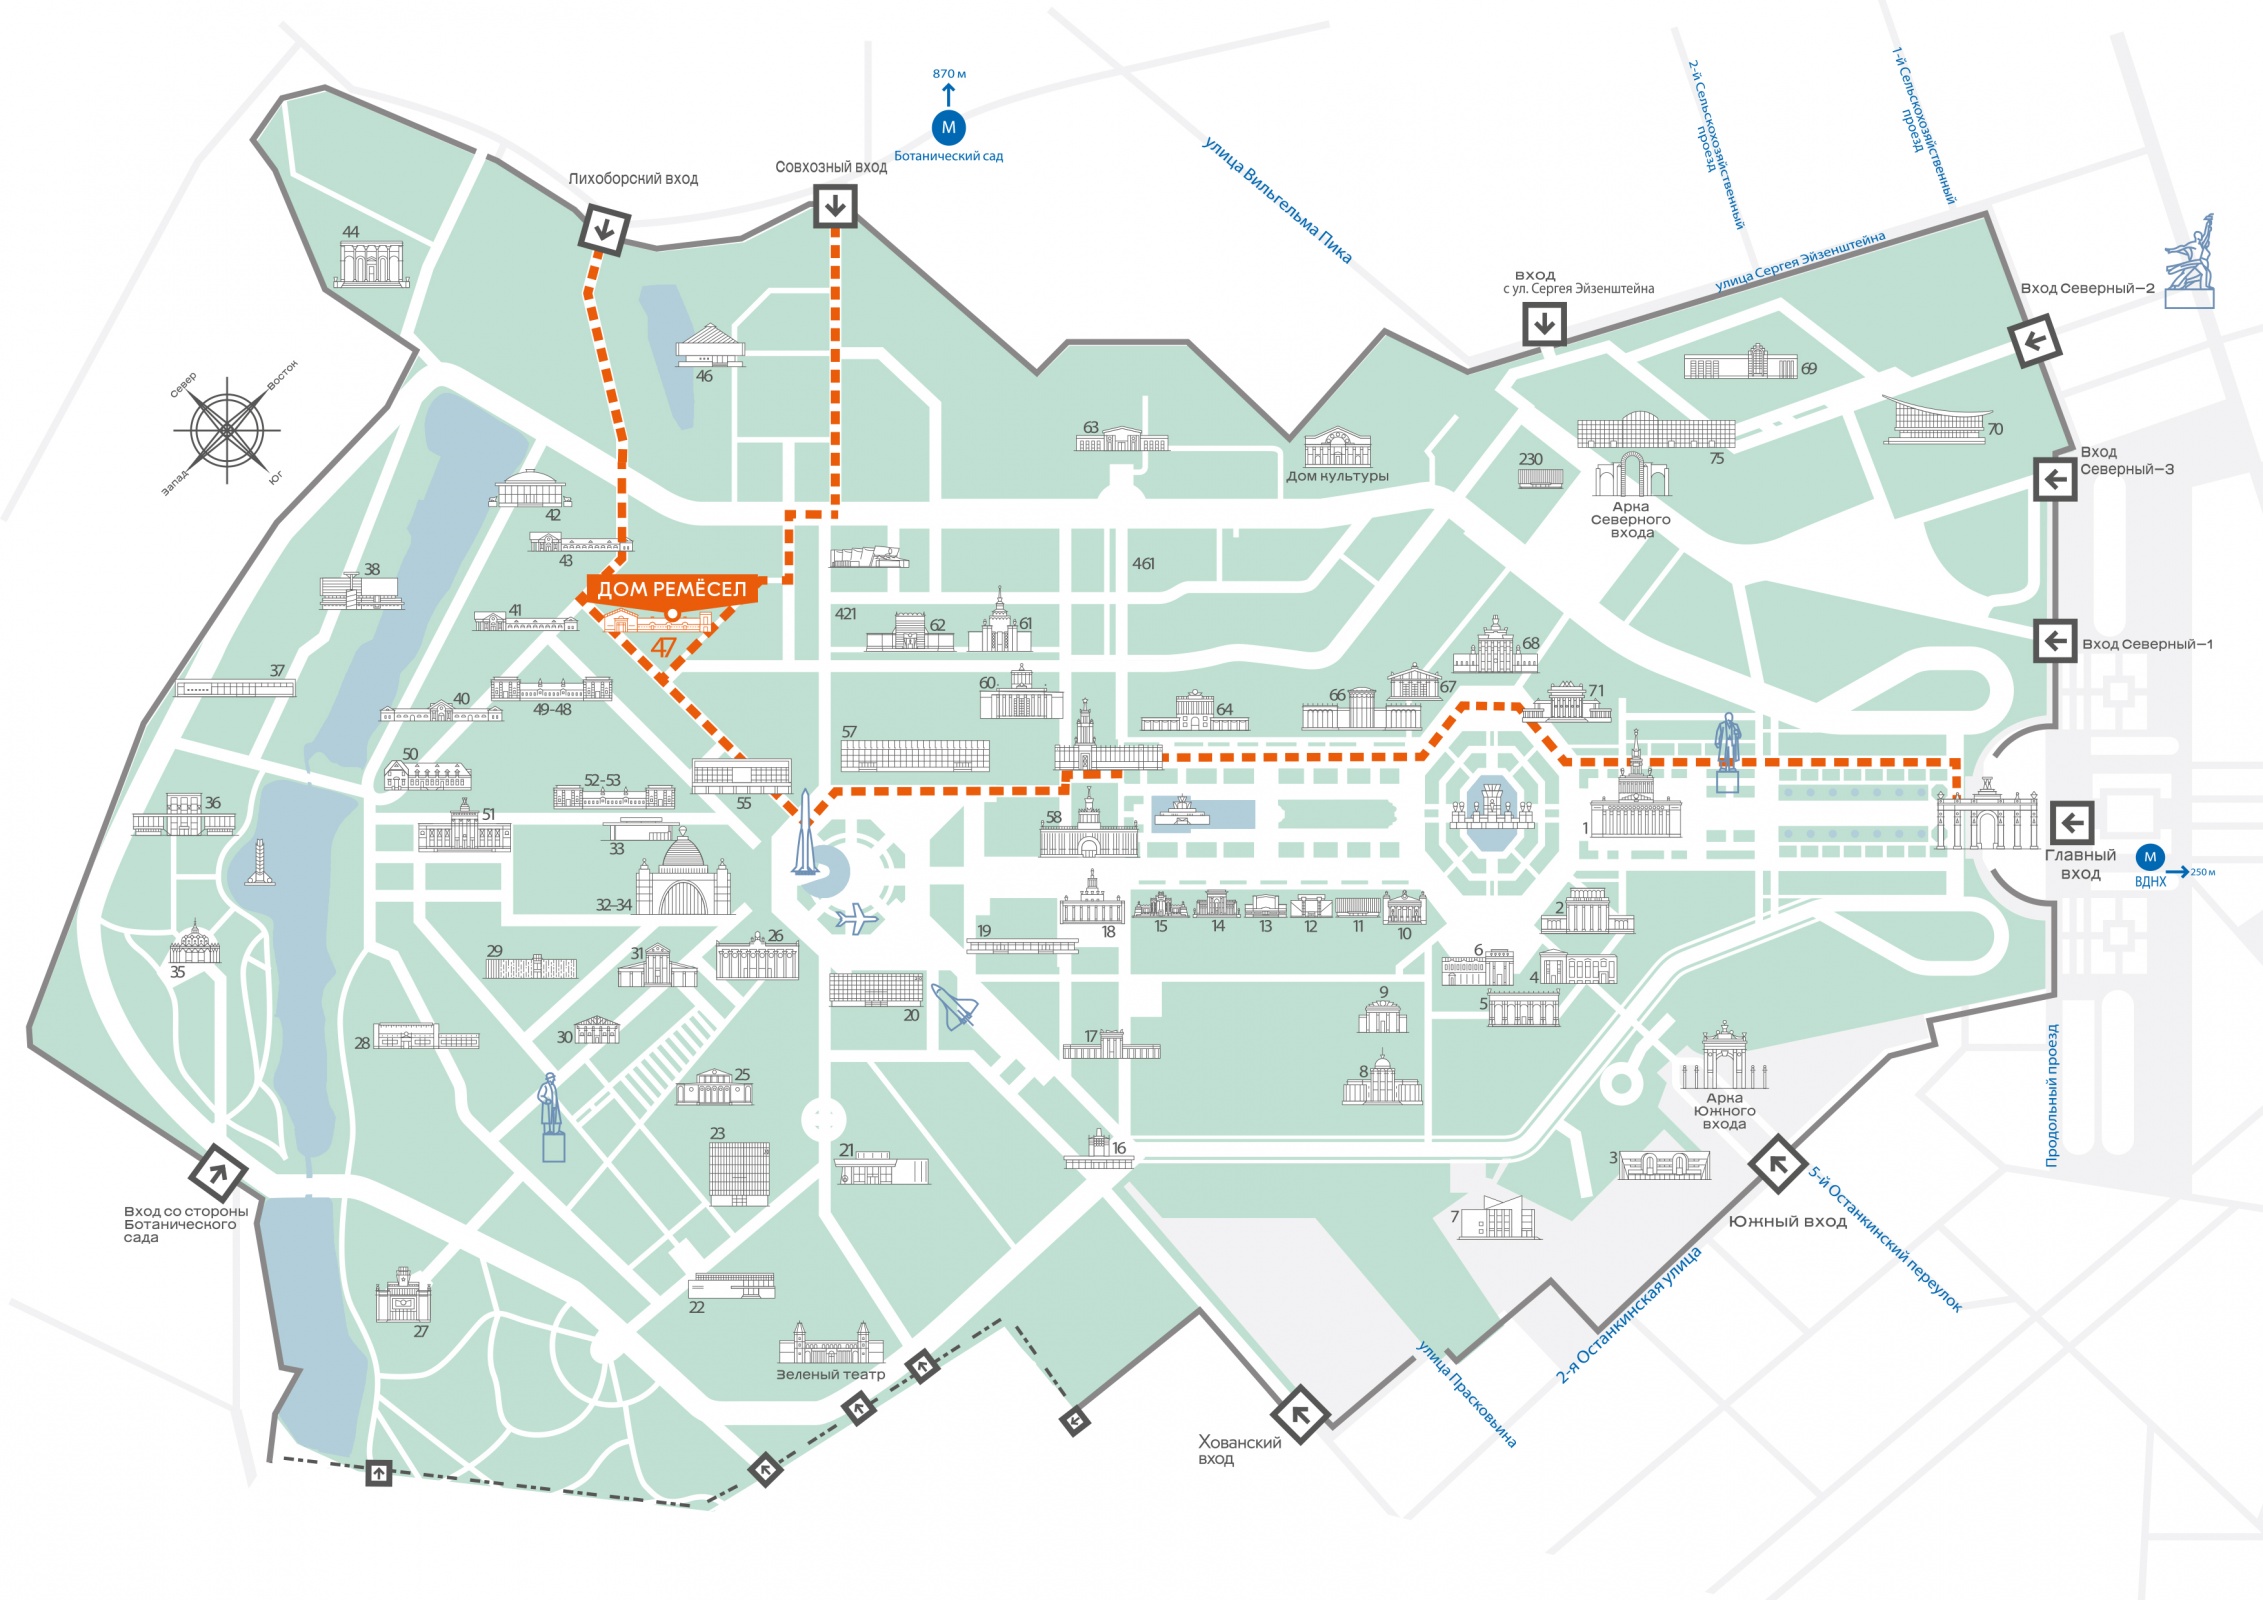 Вход со стороны
Ботанического
сада
35
36
37
Запад
Север
Юг
Восток
44
38
28
27
50
40
51
41
29
49-48
42
43
30
52-53
33
32-34
31
ДОМ РЕМЁСЕЛ
47
Лихоборский вход
46
22
23
25
26
55
Зеленый театр
21
20
57
421
62
Совхозный вход
Ботанический сад
М
870 м
19
60
61
58
18
17
16
63
461
15
14
13
12
11
10
64
66
67
Дом культуры
улица Вильгельма Пика
Хованский
вход
8
9
улица Прасковьина
7
6
5
4
2
68
71
1
230
вход
с ул. Сергея Эйзенштейна
Арка
Северного
входа
75
69
2-я Останкинская улица
3
Арка
Южного
входа
Южный вход
5-й Останкинский переулок
2-й Сельскохозяйственный
проезд
улица Сергея Эйзенштейна
1-й Сельскохозяйственный
проезд
70
Продольный проезд
Главный
вход
М
ВДНХ
250 м
Вход Северный-1
Вход
Северный-3
Вход Северный-2